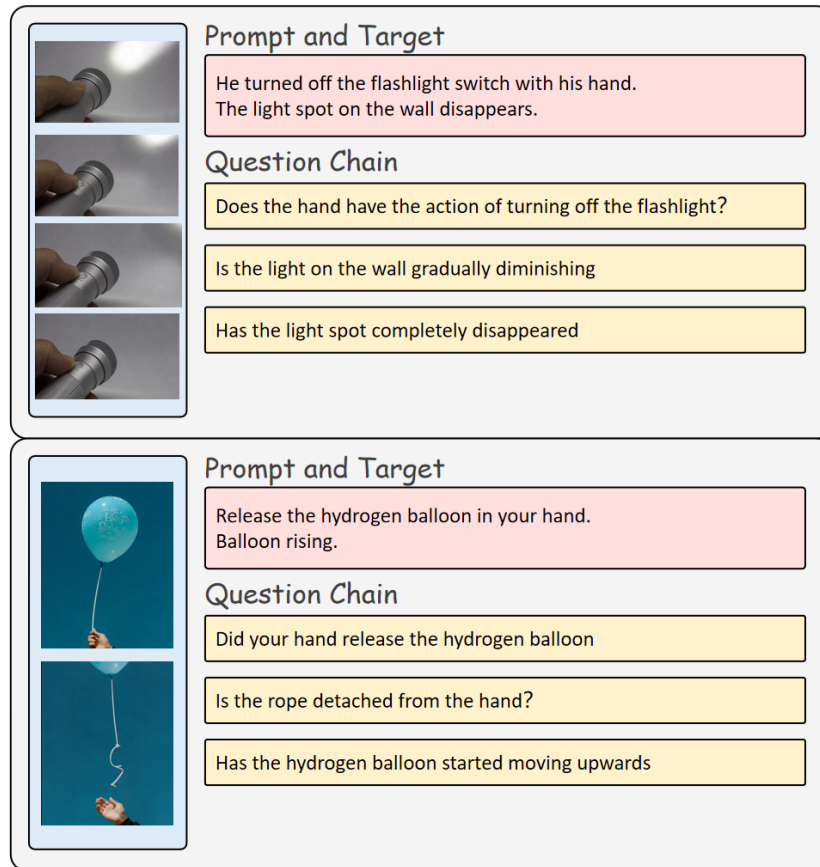 Prompt and Target
He turned off the flashlight switch with his hand.
The light spot on the wall disappears.
Question Chain
Does the hand have the action of turning off the flashlight?
Is the light on the wall gradually diminishing
Has the light spot completely disappeared
Prompt and Target
Release the hydrogen balloon in your hand.
Balloon rising.
Question Chain
Did your hand release the hydrogen balloon
Is the rope detached from the hand?
Has the hydrogen balloon started moving upwards